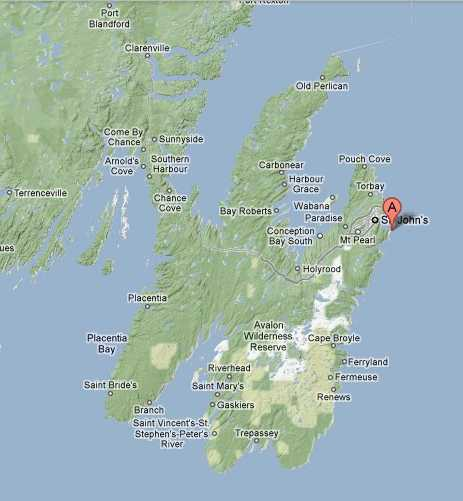 Port Rexton
Port
Blandford
Clarenville
Old Perlican
Come By
Chance
Sunnyside
Arnold's
Cove
Southern
Harbour
Carbonear
Pouch Cove
Harbour
Grace
Torbay
Terrenceville
Chance
Cove
Wabana
A
Bay Roberts
Paradise
St John's
Conception
Bay South
Mt Pearl
ues
Holyrood
Placentia
Avalon
Wilderness
Reserve
Placentia
Bay
Cape Broyle
Ferryland
Riverhead
Fermeuse
Saint Bride's
Saint Mary's
Renews
Branch
Gaskiers
Saint Vincent's-St.
Stephen's-Peter's
River
Trepassey